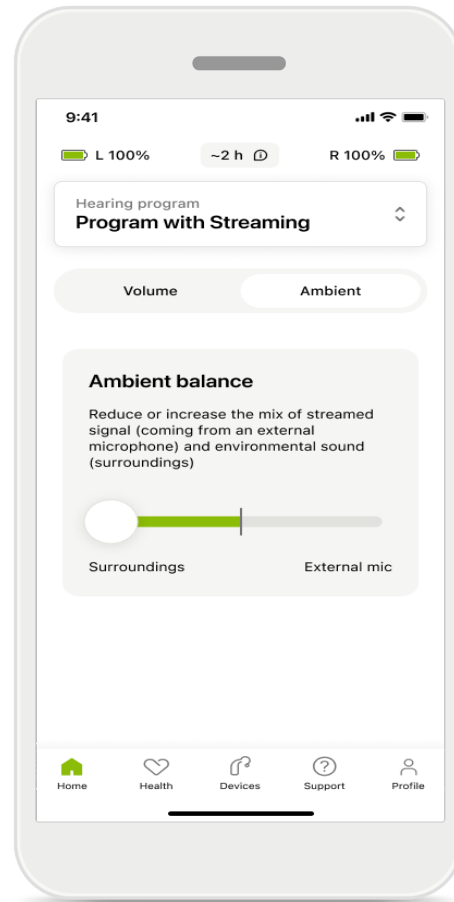 9:41
L 100% ~2 h R 100%
Hearing program
Program with Streaming
Volume Ambient
Ambient balance
Reduce or increase the mix of streamed
signal (coming from an external
microphone) and environmental sound
(surroundings)
Surroundings External mic
Home Health Devices Support Profile